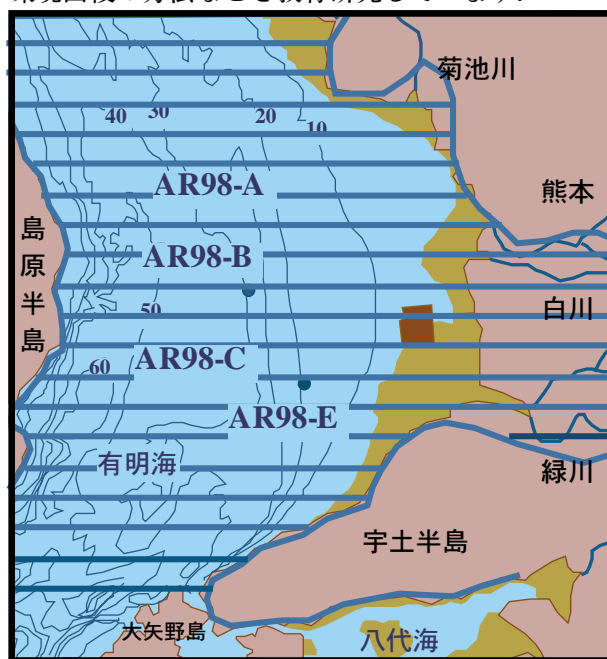 菊池川
40
30
20
10
AR98-A
熊本
島原半島
AR98-B
50
白川
60
AR98-C
AR98-E
有明海
緑川
宇土半島
大矢野島
八代海